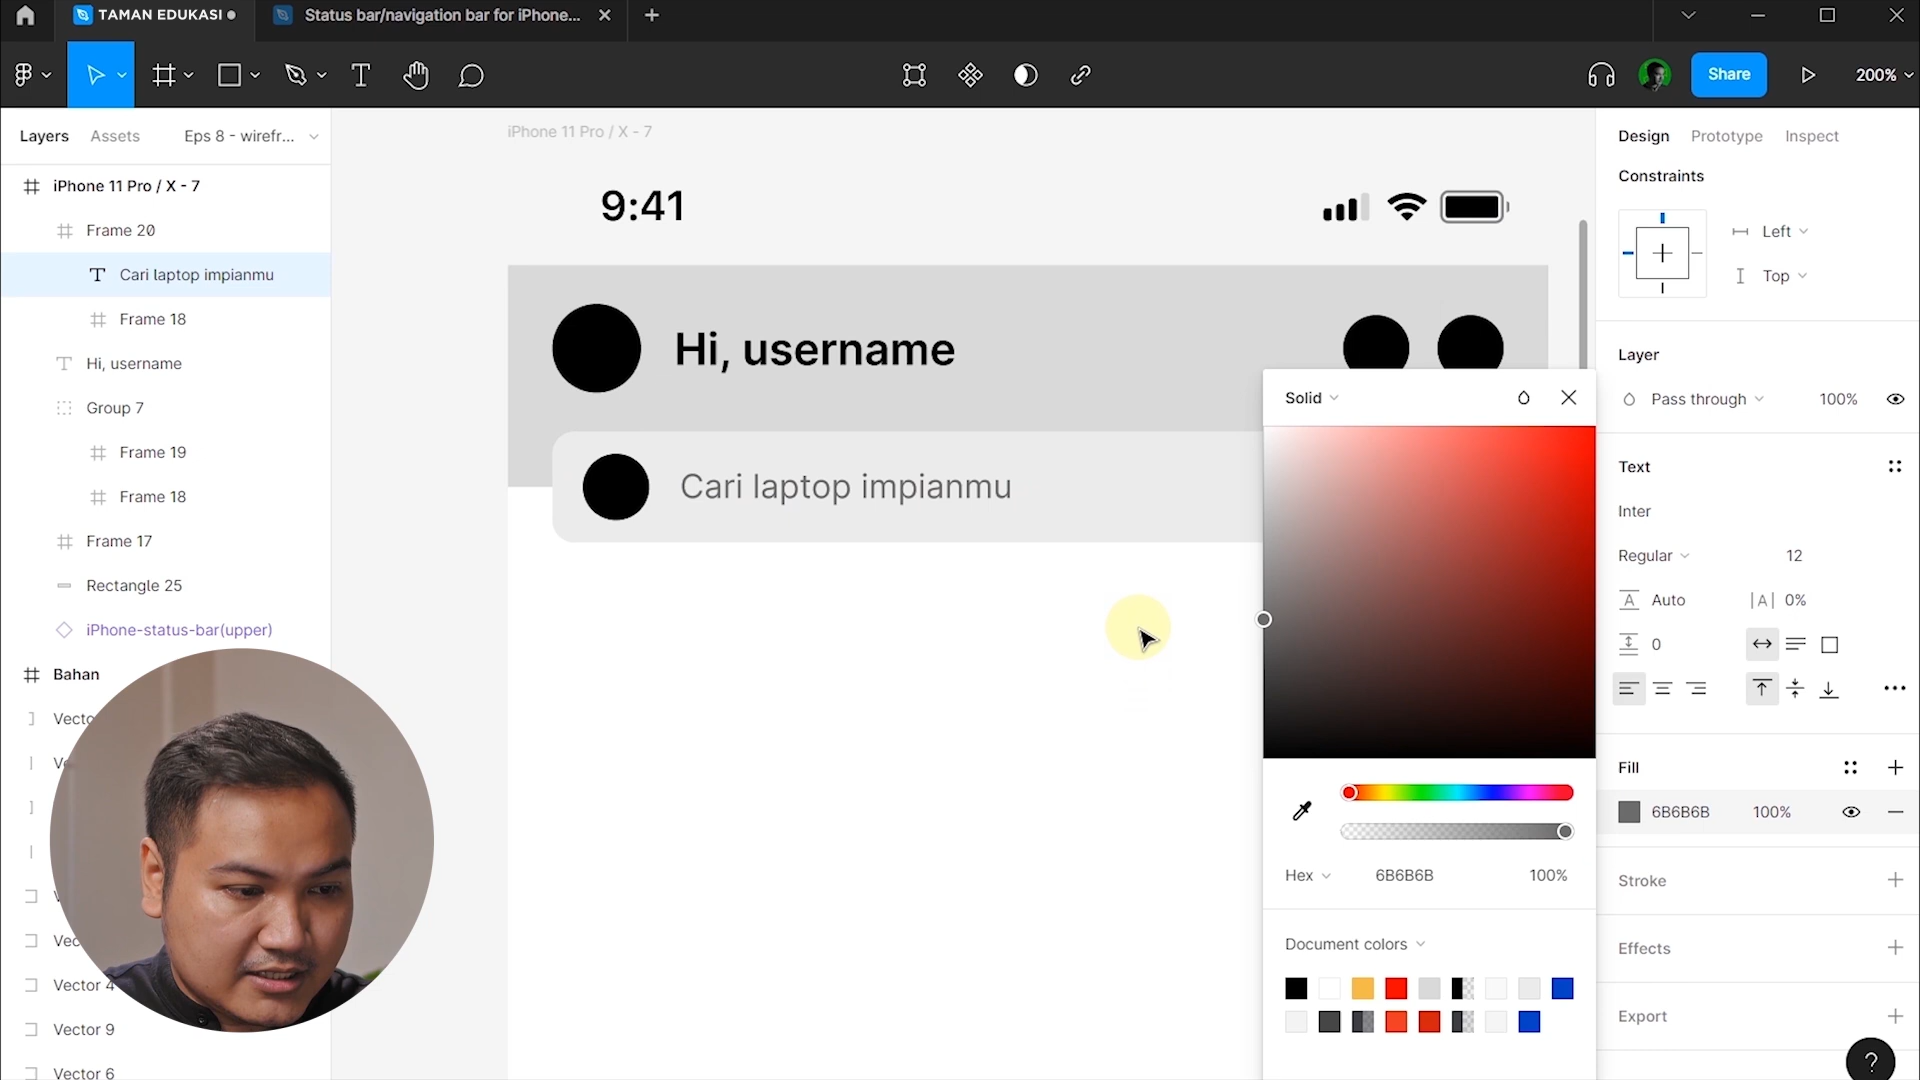 TAMAN EDUKASI
Status bar/navigation bar for iPhone...
Share
200%
Layers
Assets
Eps 8 - wirefr...
iPhone 11 Pro / X - 7
Frame 20
Cari laptop impianmu
Frame 18
Hi, username
Group 7
Frame 19
Frame 18
Frame 17
Rectangle 25
iPhone-status-bar(upper)
Bahan
Vecto
Ve
Vec
Vector 4
Vector 9
Vector 6
iPhone 11 Pro / X - 7
9:41
Hi, username
Cari laptop impianmu
Solid
Hex
6B6B6B
100%
Document colors
Design
Prototype
Inspect
Constraints
Left
Top
Layer
Pass through
100%
Text
Inter
Regular
12
Auto
|A| 0%
0
Fill
6B6B6B
100%
Stroke
Effects
Export
?